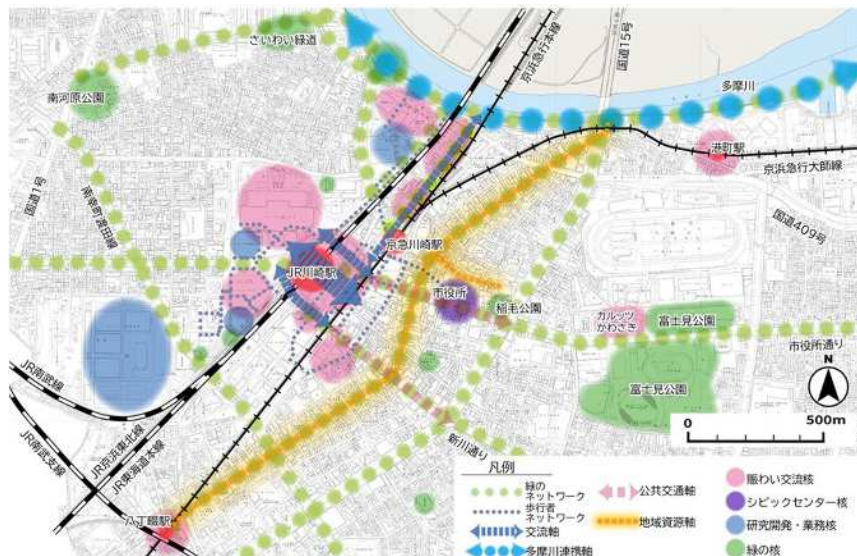 さいわい緑道
京浜急行本線
国道15号
多摩川
南河原公園
港町駅
京浜急行大師線
国道1号
南幸町渡田線
国道409号
京急川崎駅
JR川崎駅
市役所
稲毛公園
ガルッツ
かわさき
富士見公園
市役所通り
富士見公園
N
JR南武線
JR京浜東北線
JR東海道本線
JR南武支線
新川通り
八丁畷駅
0 500m
凡例
緑の
ネットワーク
歩行者
ネットワーク
交流軸
多摩川連携軸
公共交通軸
地域資源軸
賑わい交流核
シビックセンター核
研究開発・業務核
緑の核